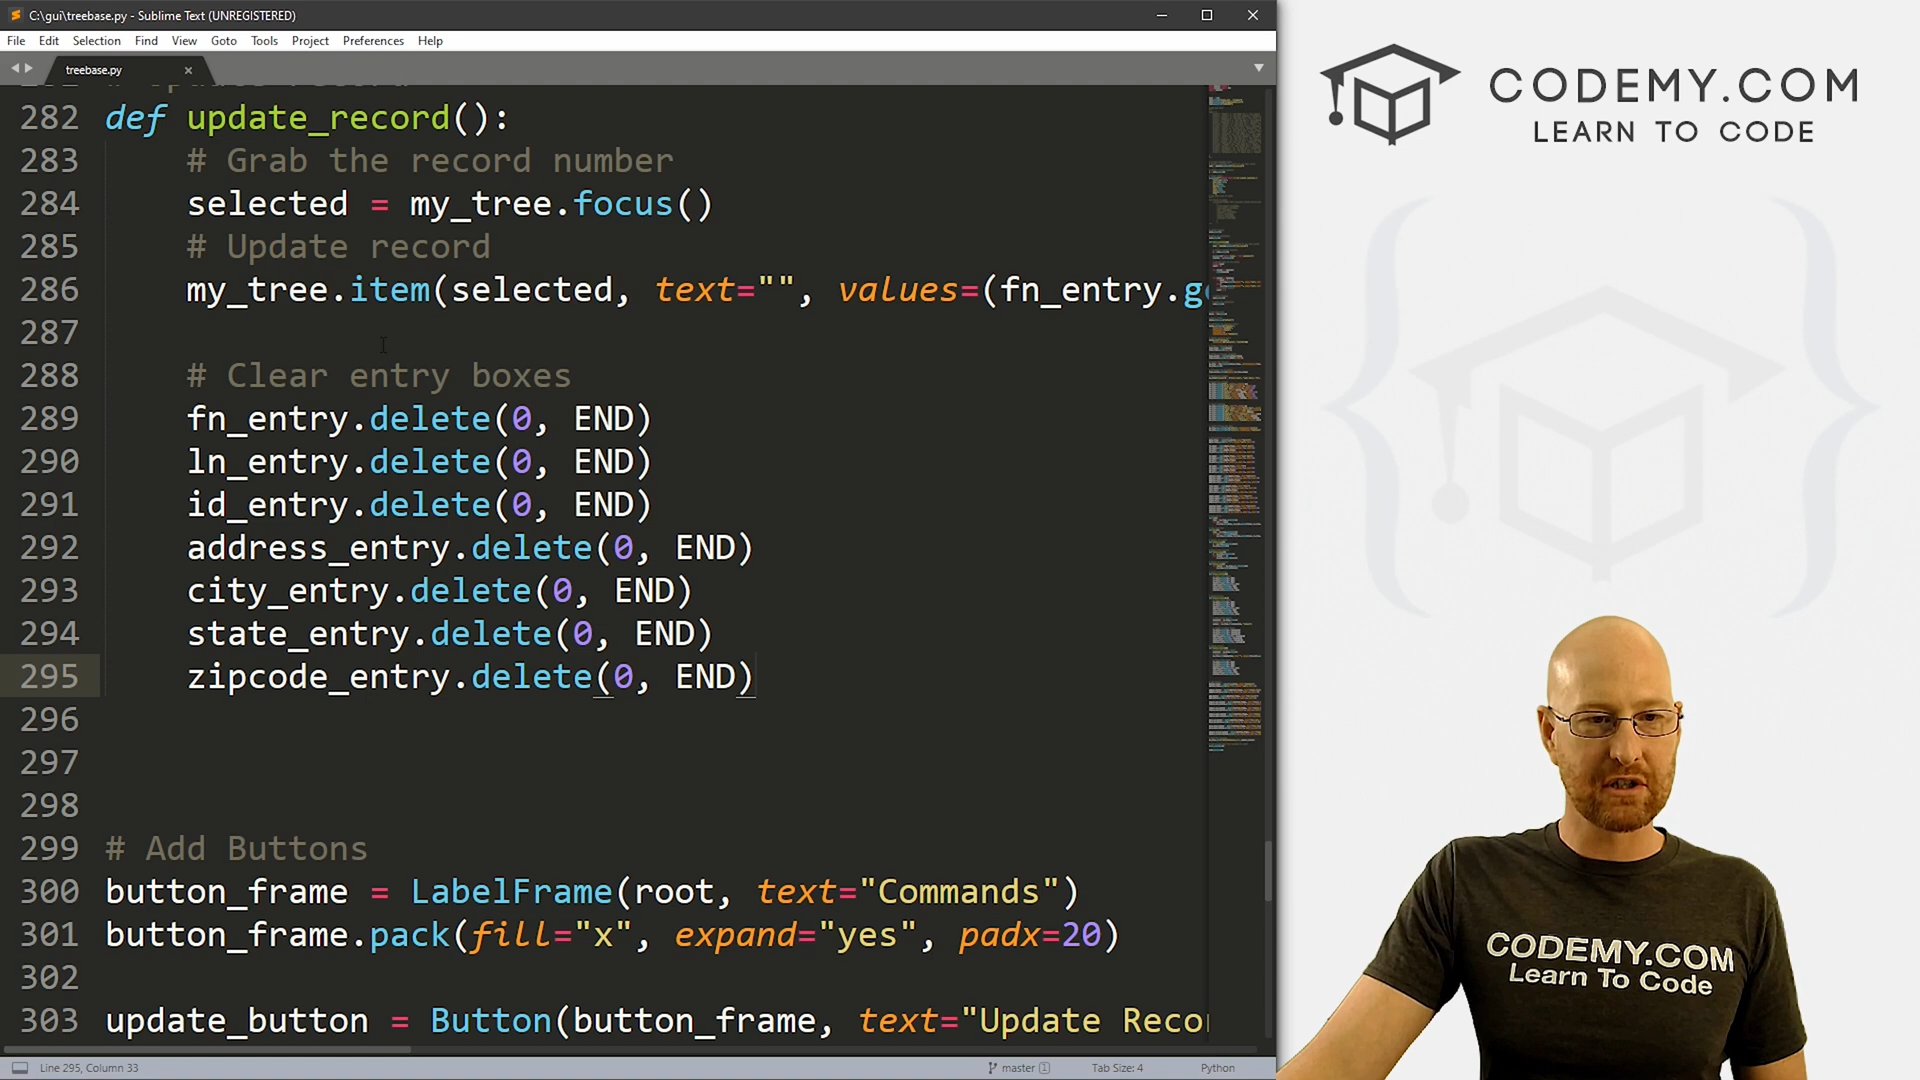 C:\gui\treebase.py - Sublime Text (UNREGISTERED)
File Edit Selection Find View Goto Tools Project Preferences Help
treebase.py
282 def update_record():
283 # Grab the record number
284 selected = my_tree.focus()
285 # Update record
286 my_tree.item(selected, text="", values=(fn_entry.g
287
288 # Clear entry boxes
289 fn_entry.delete(0, END)
290 ln_entry.delete(0, END)
291 id_entry.delete(0, END)
292 address_entry.delete(0, END)
293 city_entry.delete(0, END)
294 state_entry.delete(0, END)
295 zipcode_entry.delete(0, END)
296
297
298
299 # Add Buttons
300 button_frame = LabelFrame(root, text="Commands")
301 button_frame.pack(fill="x", expand="yes", padx=20)
302
303 update_button = Button(button_frame, text="Update Reco
Line 295, Column 33
master 1
Tab Size: 4
Python
CODEMY.COM
LEARN TO CODE
CODEMY.COM
Learn To Code